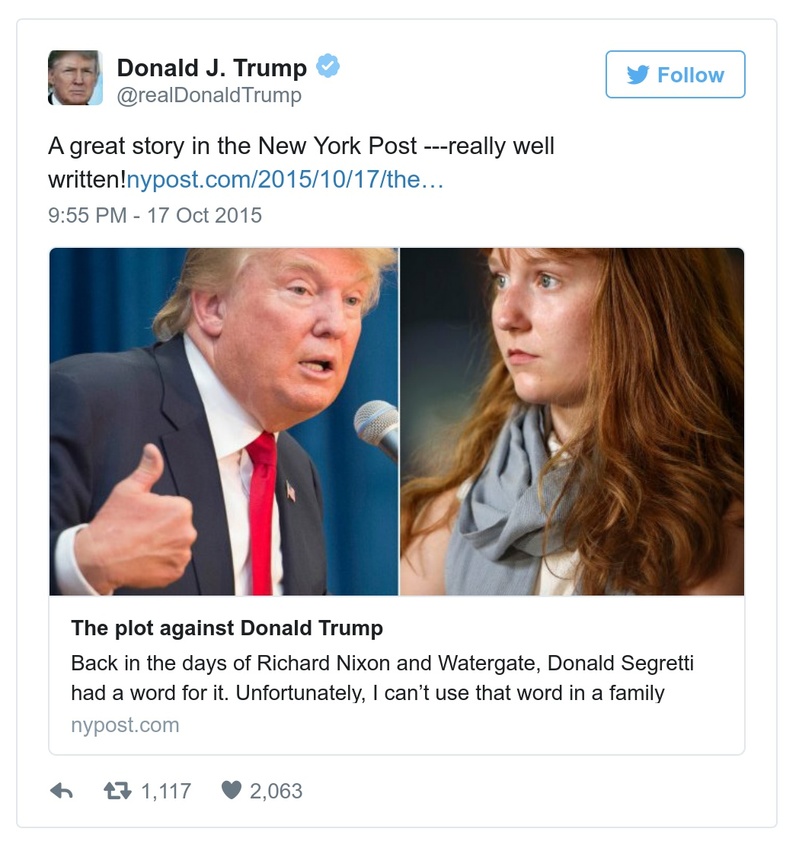 Donald J. Trump
@realDonaldTrump
Follow
A great story in the New York Post ---really well
written!nypost.com/2015/10/17/the…
9:55 PM - 17 Oct 2015
The plot against Donald Trump
Back in the days of Richard Nixon and Watergate, Donald Segretti
had a word for it. Unfortunately, I can’t use that word in a family
nypost.com
1,117 2,063